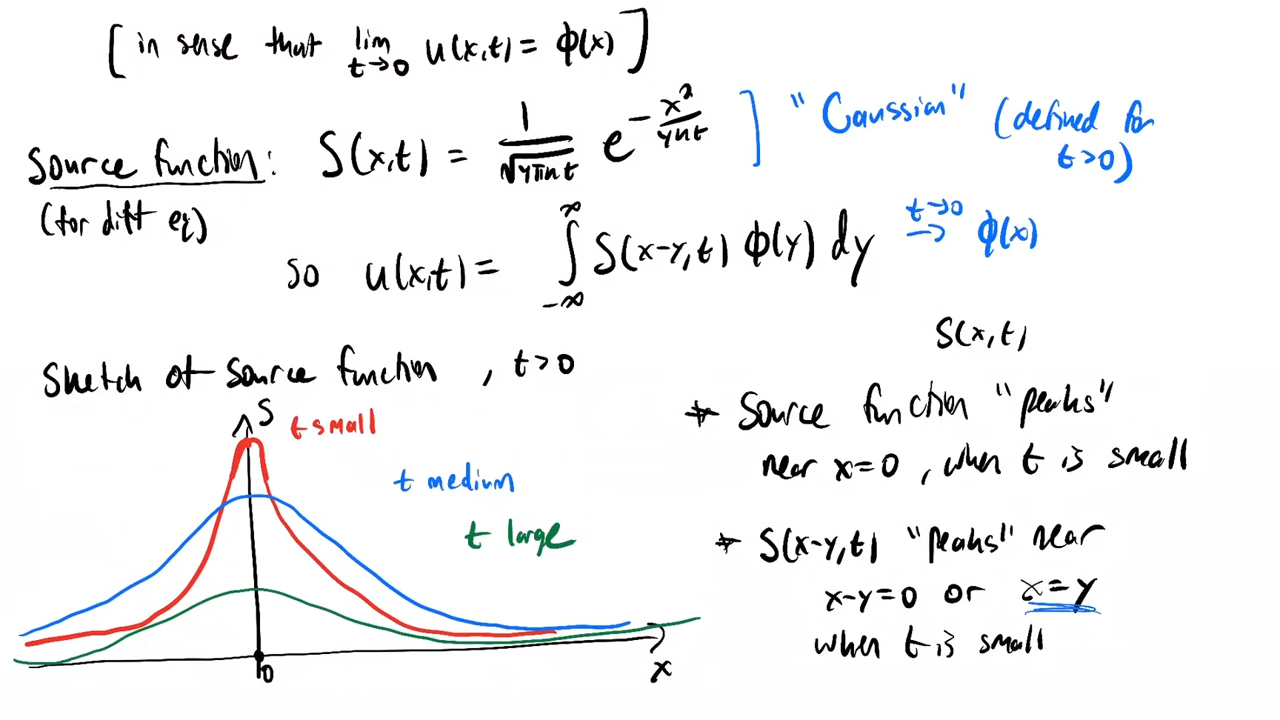 [in sense that lim t→0 u(x,t) = ϕ(x)]
Source function: S(x,t) = 1/√4πκt e^(-x²/4κt) ] "Gaussian" (defined for t>0)
(for diff eq)
so u(x,t) = ∫_{-∞}^{∞} S(x-y,t) ϕ(y) dy t→0 → ϕ(x)
Sketch of source function, t>0
S
t small
t medium
t large
0
x
S(x,t)
* Source function "peaks"
near x=0, when t is small
* S(x-y,t) "peaks" near
x-y=0 or x=y
when t is small